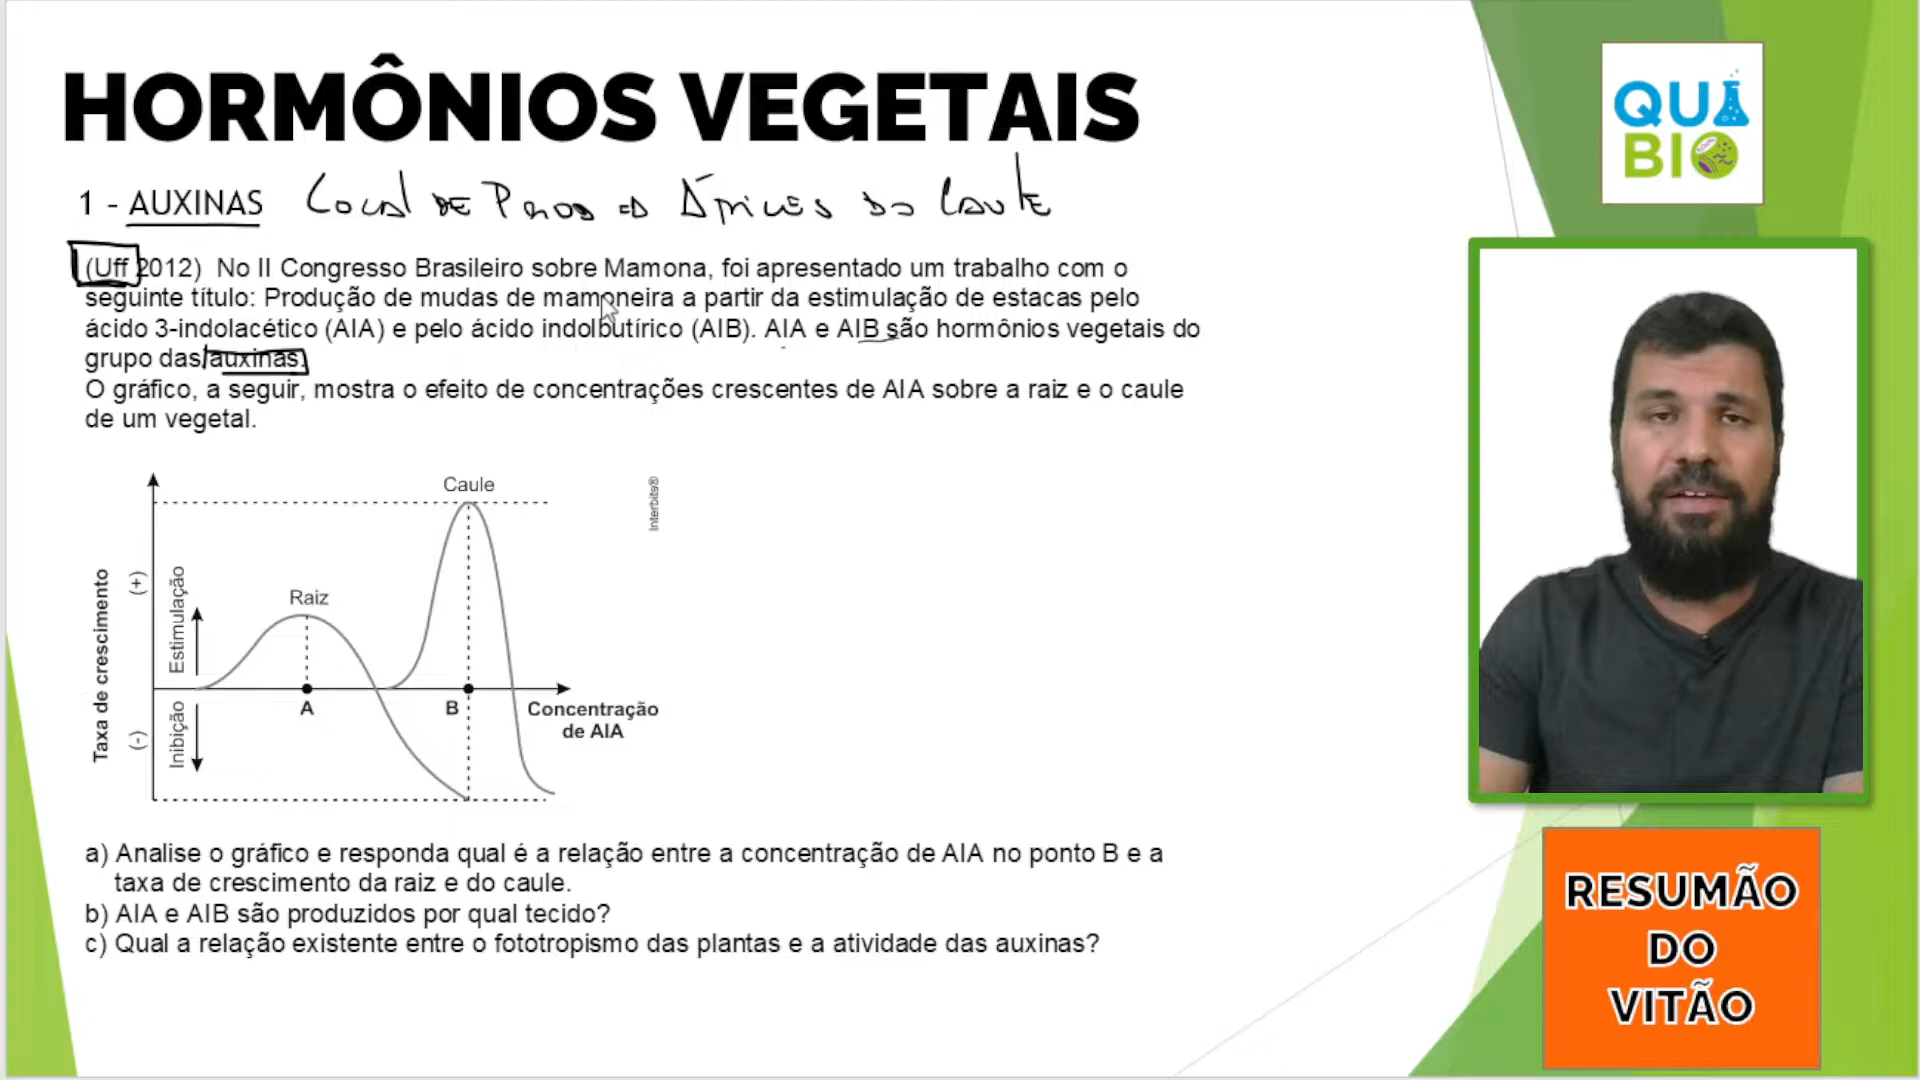 HORMÔNIOS VEGETAIS
1 - AUXINAS Local DE PROD ⇒ Ápices do Caule
(Uff 2012) No II Congresso Brasileiro sobre Mamona, foi apresentado um trabalho com o
seguinte título: Produção de mudas de mamoneira a partir da estimulação de estacas pelo
ácido 3-indolacético (AIA) e pelo ácido indolbutírico (AIB). AIA e AIB são hormônios vegetais do
grupo das auxinas.
O gráfico, a seguir, mostra o efeito de concentrações crescentes de AIA sobre a raiz e o caule
de um vegetal.
Caule
Interbits®
Raiz
Taxa de crescimento
(+)
(-)
Estimulação
Inibição
A
B
Concentração
de AIA
a) Analise o gráfico e responda qual é a relação entre a concentração de AIA no ponto B e a
taxa de crescimento da raiz e do caule.
b) AIA e AIB são produzidos por qual tecido?
c) Qual a relação existente entre o fototropismo das plantas e a atividade das auxinas?
QUÍ
BIO
RESUMÃO
DO
VITÃO